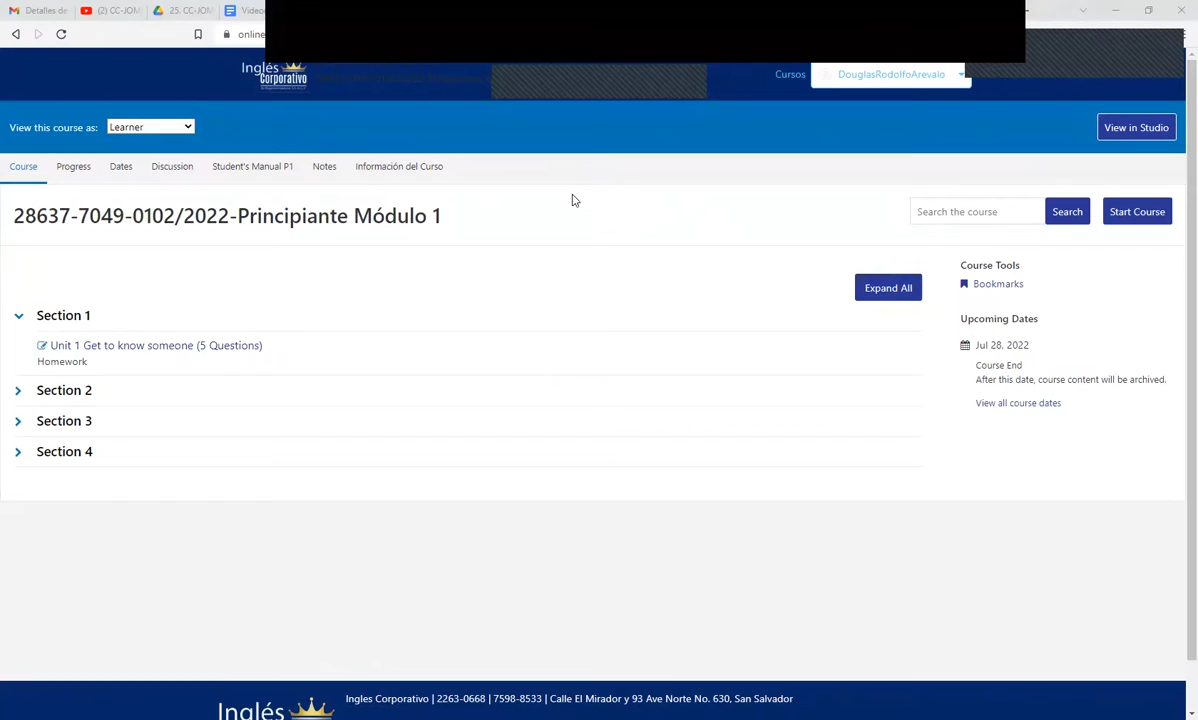 Detalles de
(2) CC-JOM
25. CC-JOM
Video
online
Inglés
Corporativo
Cursos
DouglasRodolfoArevalo
View this course as:
Learner
View in Studio
Course
Progress
Dates
Discussion
Student's Manual P1
Notes
Información del Curso
28637-7049-0102/2022-Principiante Módulo 1
Search the course
Search
Start Course
Expand All
Section 1
Unit 1 Get to know someone (5 Questions)
Homework
Section 2
Section 3
Section 4
Course Tools
Bookmarks
Upcoming Dates
Jul 28, 2022
Course End
After this date, course content will be archived.
View all course dates
Inglés
Ingles Corporativo | 2263-0668 | 7598-8533 | Calle El Mirador y 93 Ave Norte No. 630, San Salvador